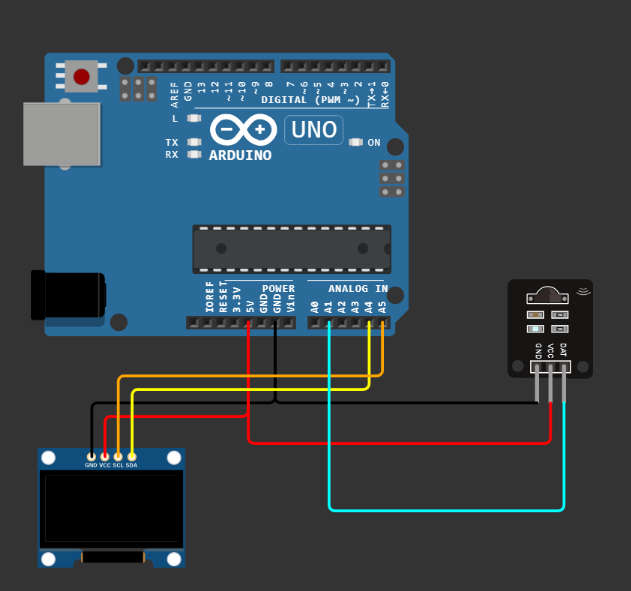 AREF
GND
13
12
~11
~10
~9
8
7
~6
~5
4
~3
2
TX→1
RX←0
DIGITAL (PWM ~)
L
TX
RX
UNO
ON
ARDUINO
IOREF
RESET
3.3V
5V
GND
GND
Vin
POWER
ANALOG IN
A0
A1
A2
A3
A4
A5
GND
VCC
DAT
GND VCC SCL SDA